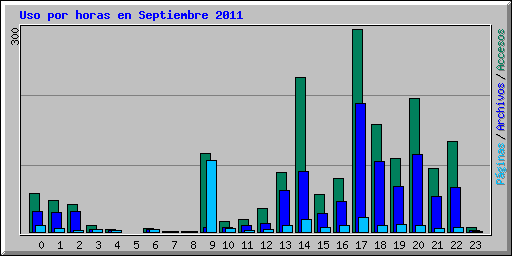 Uso por horas en Septiembre 2011
300
Páginas / Archivos / Accesos
0 1 2 3 4 5 6 7 8 9 10 11 12 13 14 15 16 17 18 19 20 21 22 23